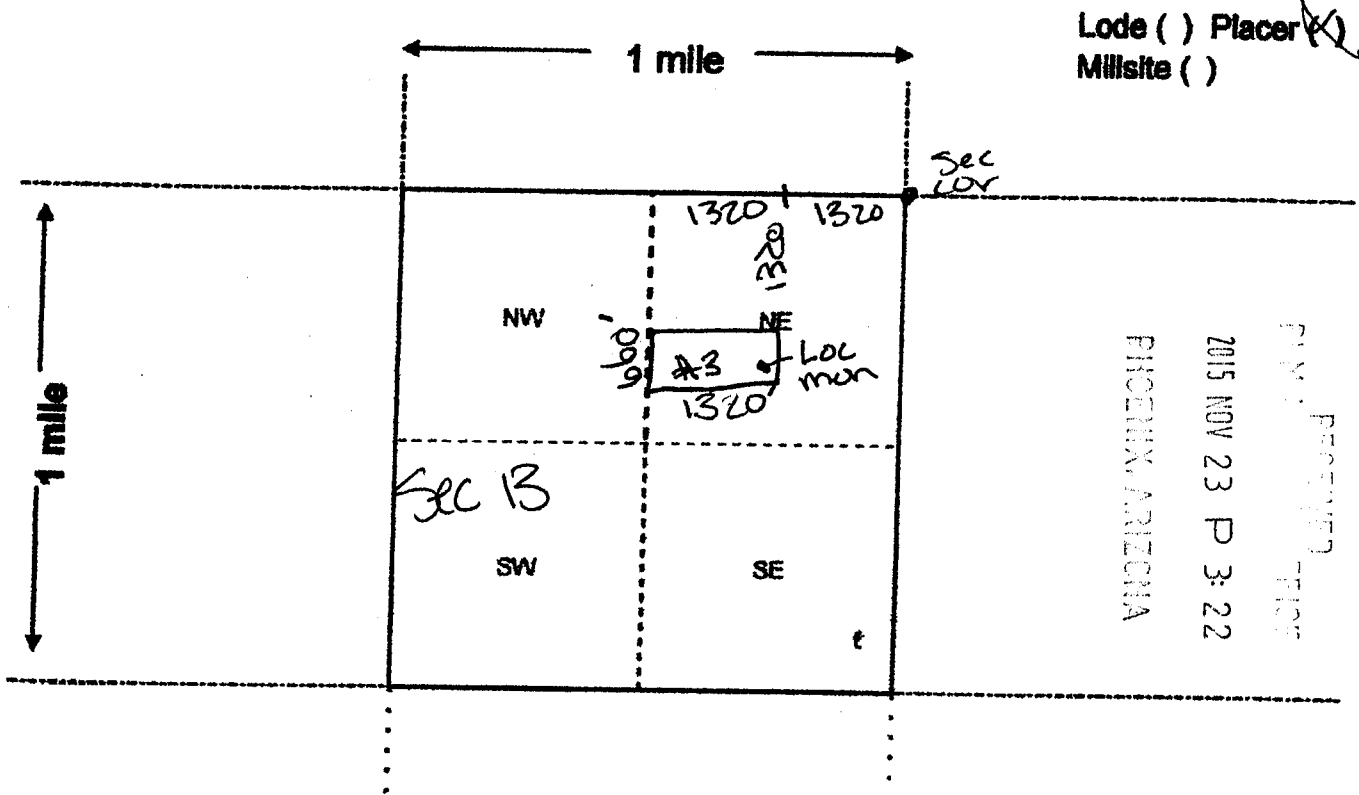 Lode ( ) Placer (X)
Millsite ( )
1 mile
Sec
cor
1320 1320
1320
NW
NE
660'
#3
Loc
mon
1320'
1 mile
Sec 13
SW
SE
2015 NOV 23 P 3:22
PHOENIX, ARIZONA